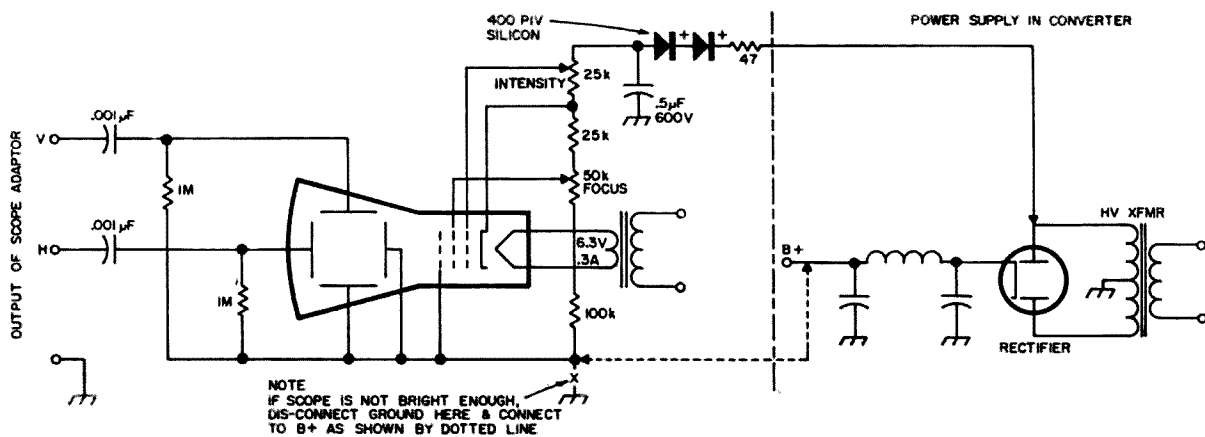 400 PIV
SILICON
POWER SUPPLY IN CONVERTER
+
+
47
25k
INTENSITY
.5µF
600V
.001µF
V
25k
1M
50k
FOCUS
OUTPUT OF SCOPE ADAPTOR
.001µF
H
HV XFMR
6.3V
.3A
B+
1M
100k
RECTIFIER
X
NOTE
IF SCOPE IS NOT BRIGHT ENOUGH,
DIS-CONNECT GROUND HERE & CONNECT
TO B+ AS SHOWN BY DOTTED LINE